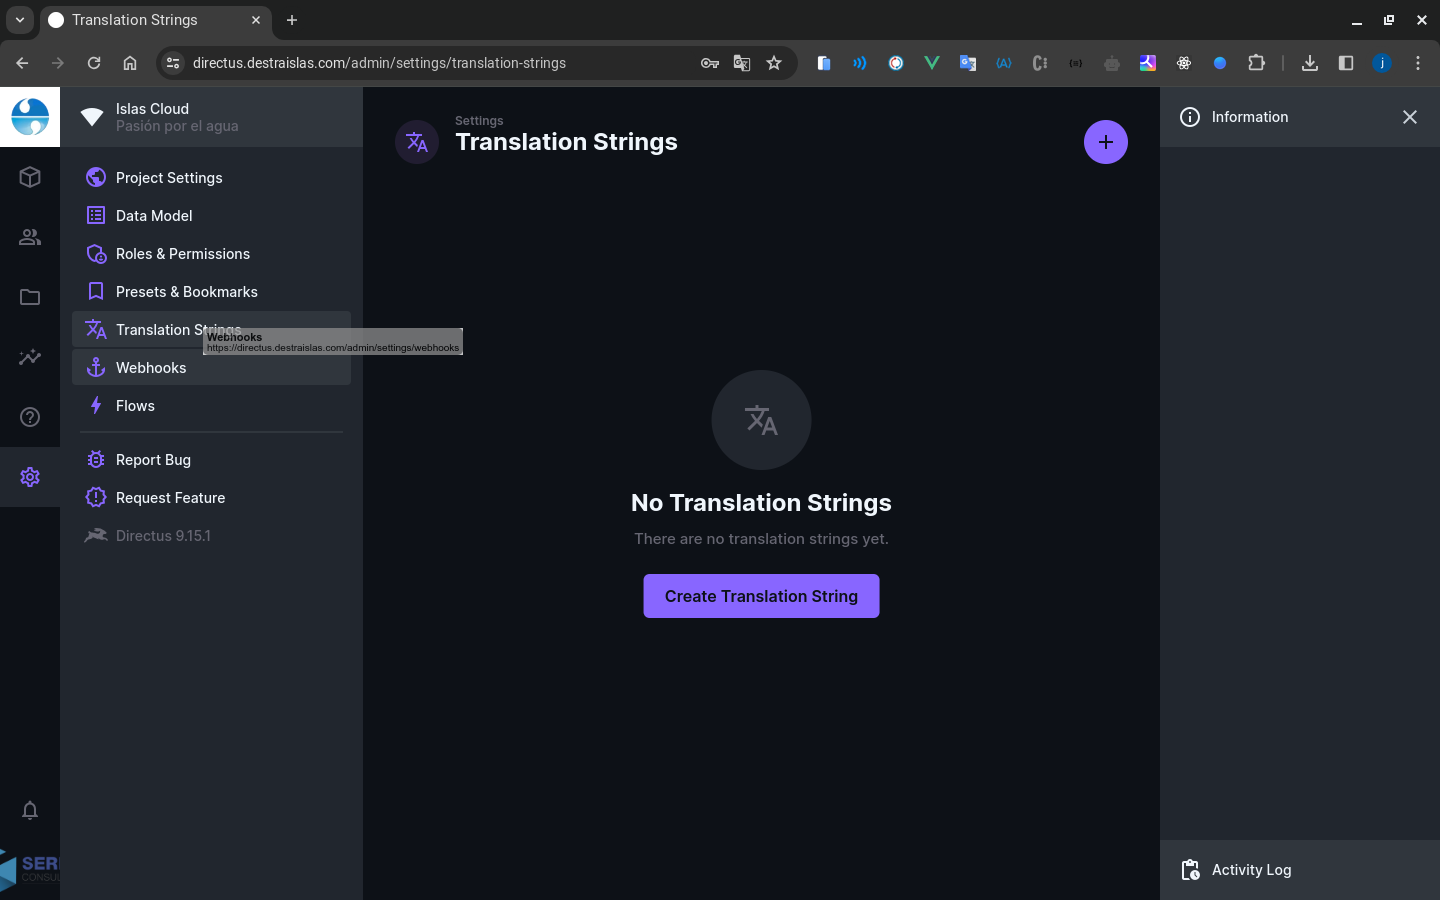 Translation Strings
directus.destraislas.com/admin/settings/translation-strings
j
Islas Cloud
Pasión por el agua
Project Settings
Data Model
Roles & Permissions
Presets & Bookmarks
Translation Strings
Webhooks
https://directus.destraislas.com/admin/settings/webhooks
Webhooks
Flows
Report Bug
Request Feature
Directus 9.15.1
Settings
Translation Strings
No Translation Strings
There are no translation strings yet.
Create Translation String
Information
Activity Log